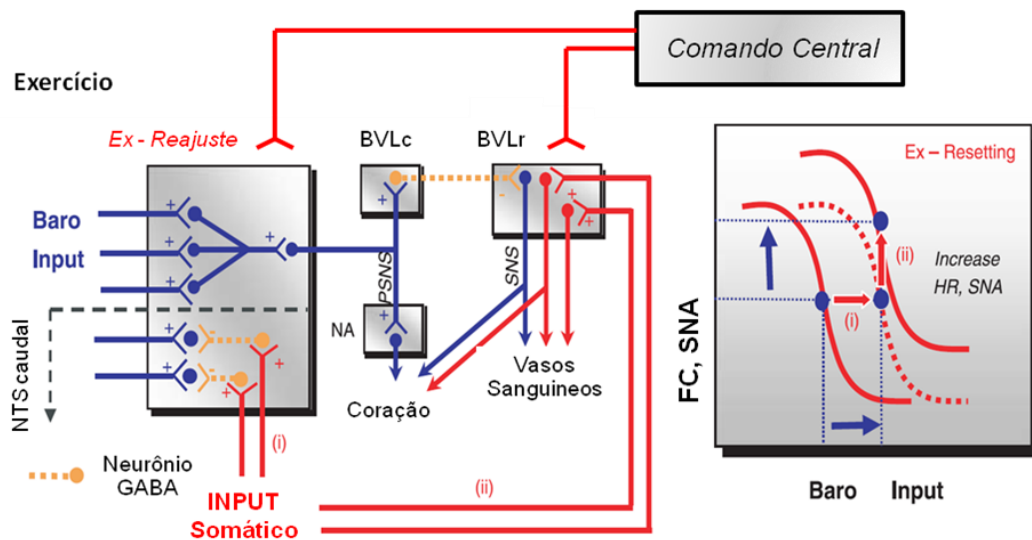 Comando Central
Exercício
Ex - Reajuste
BVLc
BVLr
Baro
Input
+
+
+
+
+
-
+
+
PSNS
SNS
NA
+
NTS caudal
-
+
-
+
(i)
Coração
Vasos
Sanguineos
Neurônio
GABA
INPUT
Somático
(ii)
Ex – Resetting
(ii)
Increase
HR, SNA
(i)
FC, SNA
Baro Input